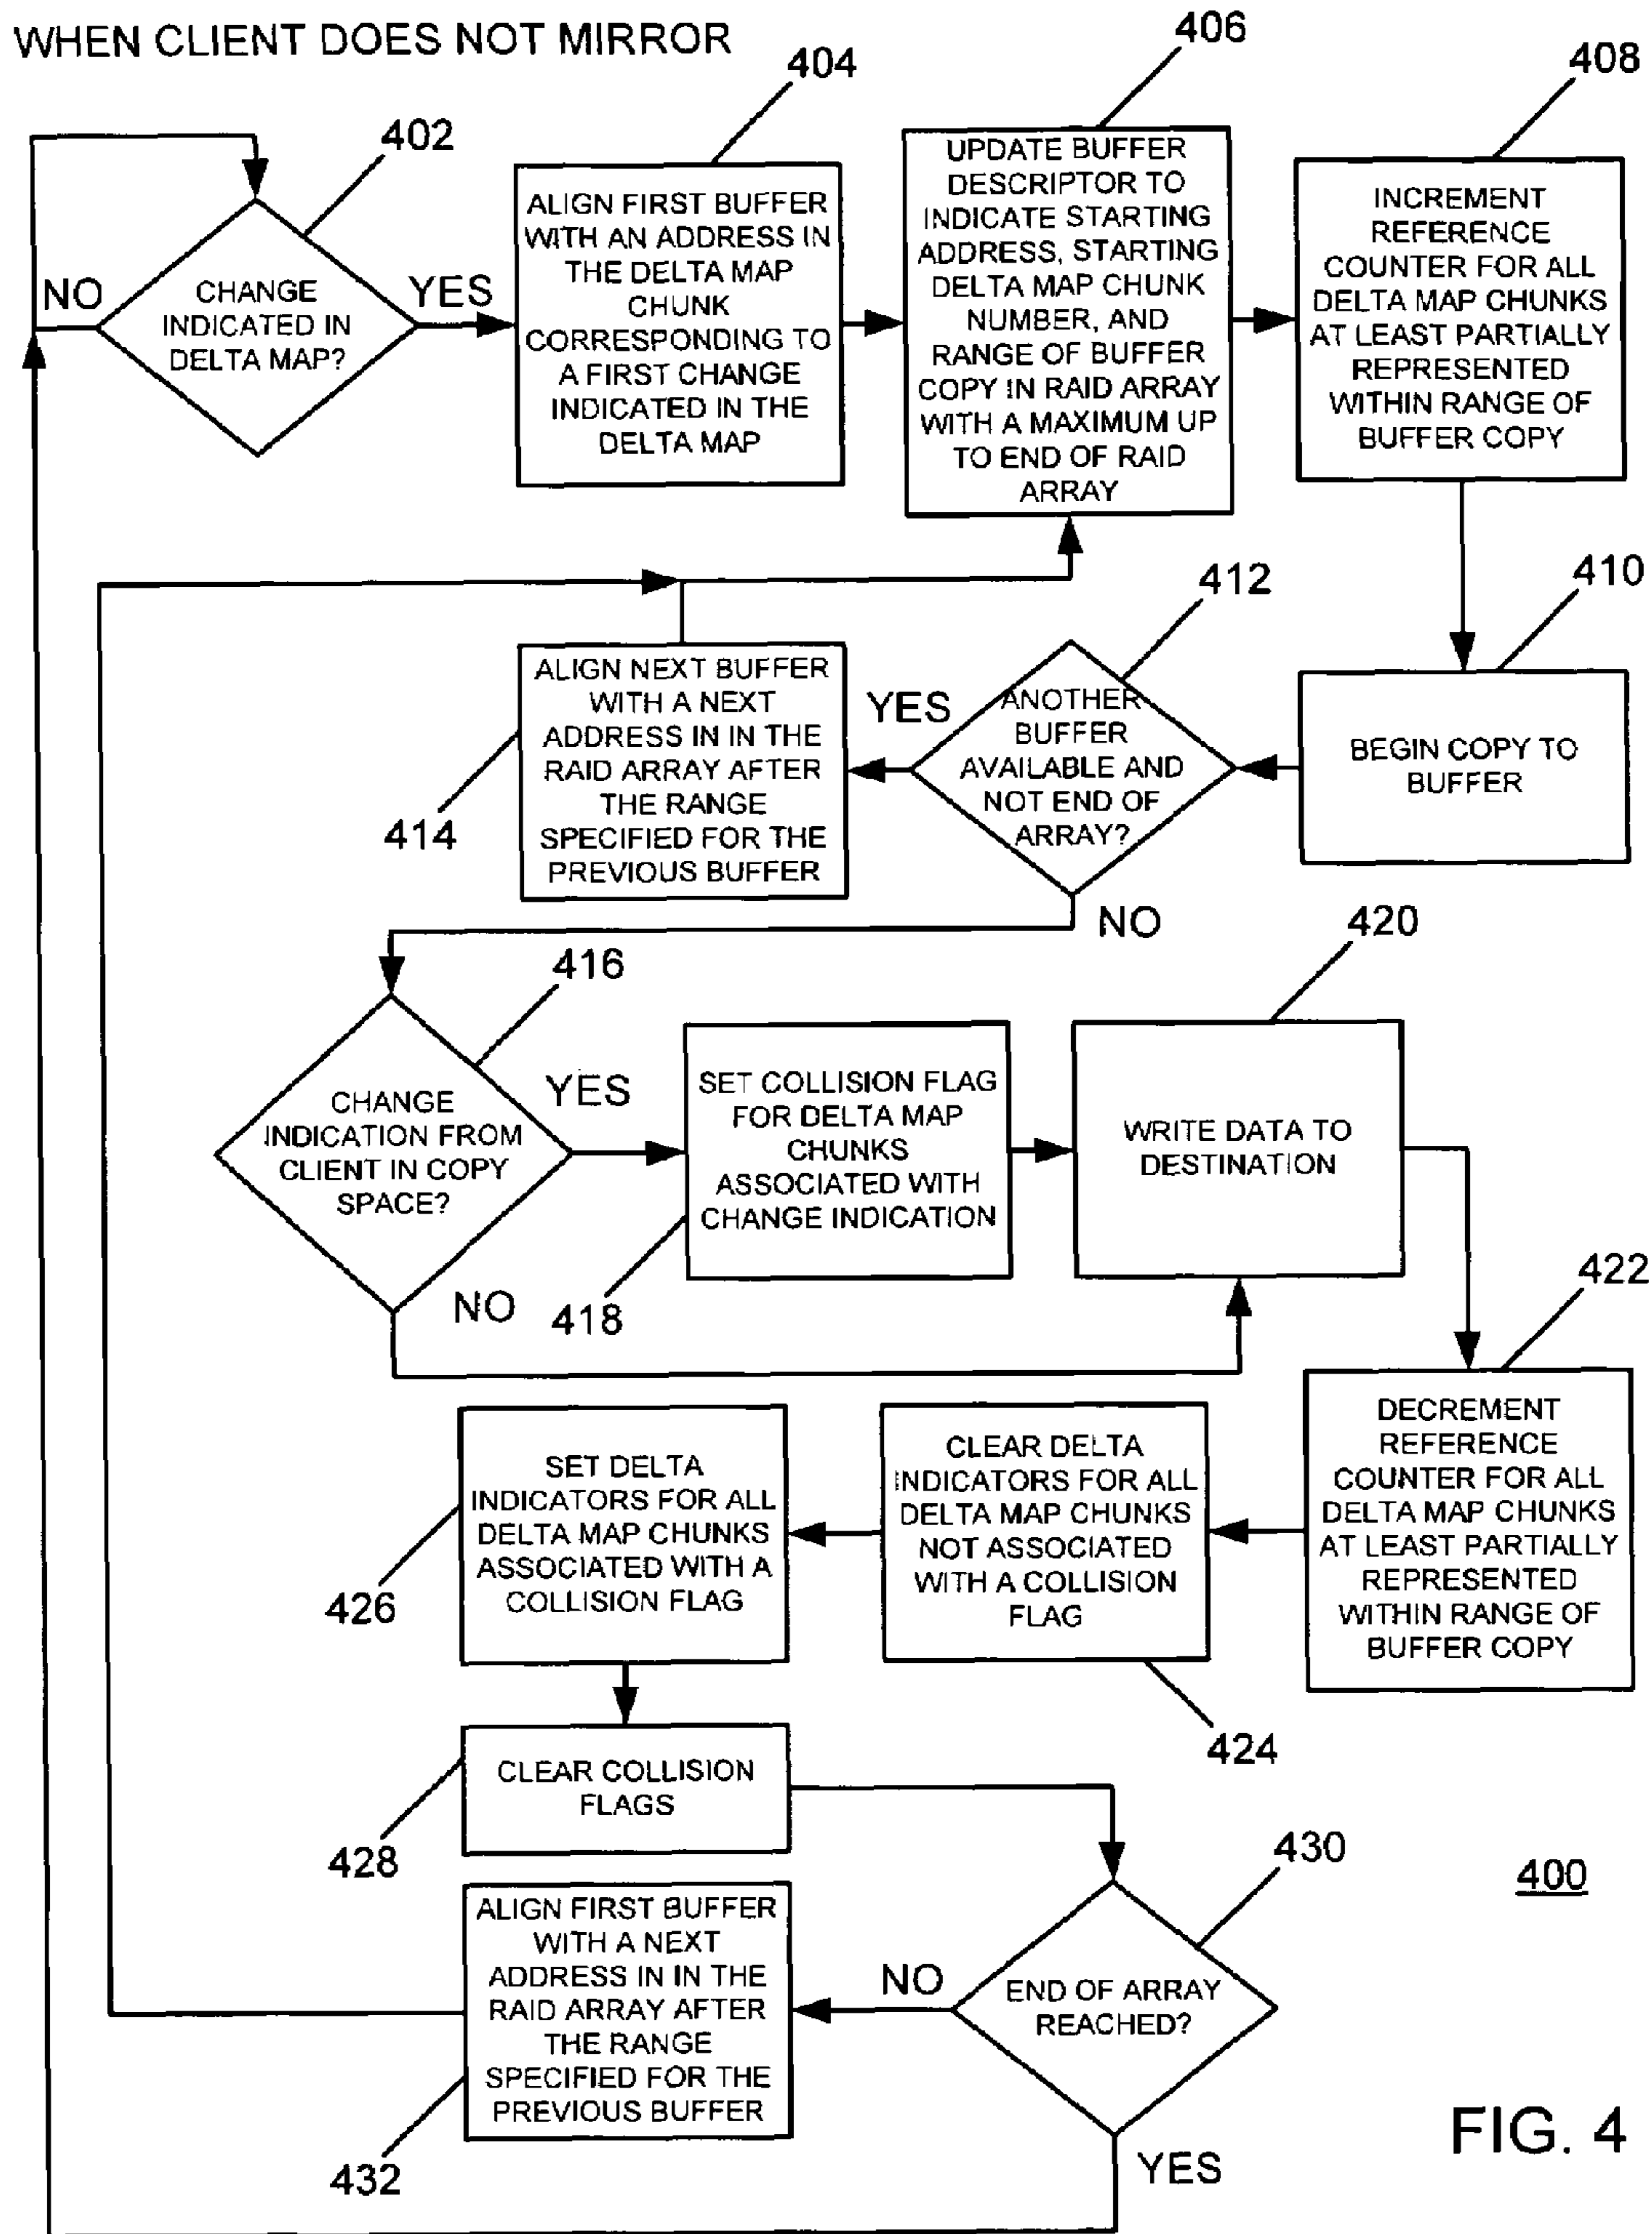 WHEN CLIENT DOES NOT MIRROR
402
CHANGE
INDICATED IN
DELTA MAP?
NO
YES
404
ALIGN FIRST BUFFER
WITH AN ADDRESS IN
THE DELTA MAP
CHUNK
CORRESPONDING TO
A FIRST CHANGE
INDICATED IN THE
DELTA MAP
406
UPDATE BUFFER
DESCRIPTOR TO
INDICATE STARTING
ADDRESS, STARTING
DELTA MAP CHUNK
NUMBER, AND
RANGE OF BUFFER
COPY IN RAID ARRAY
WITH A MAXIMUM UP
TO END OF RAID
ARRAY
408
INCREMENT
REFERENCE
COUNTER FOR ALL
DELTA MAP CHUNKS
AT LEAST PARTIALLY
REPRESENTED
WITHIN RANGE OF
BUFFER COPY
410
BEGIN COPY TO
BUFFER
412
ANOTHER
BUFFER
AVAILABLE AND
NOT END OF
ARRAY?
YES
NO
414
ALIGN NEXT BUFFER
WITH A NEXT
ADDRESS IN IN THE
RAID ARRAY AFTER
THE RANGE
SPECIFIED FOR THE
PREVIOUS BUFFER
416
CHANGE
INDICATION FROM
CLIENT IN COPY
SPACE?
YES
NO
418
SET COLLISION FLAG
FOR DELTA MAP
CHUNKS
ASSOCIATED WITH
CHANGE INDICATION
420
WRITE DATA TO
DESTINATION
422
DECREMENT
REFERENCE
COUNTER FOR ALL
DELTA MAP CHUNKS
AT LEAST PARTIALLY
REPRESENTED
WITHIN RANGE OF
BUFFER COPY
424
CLEAR DELTA
INDICATORS FOR ALL
DELTA MAP CHUNKS
NOT ASSOCIATED
WITH A COLLISION
FLAG
426
SET DELTA
INDICATORS FOR ALL
DELTA MAP CHUNKS
ASSOCIATED WITH A
COLLISION FLAG
428
CLEAR COLLISION
FLAGS
430
END OF ARRAY
REACHED?
NO
YES
432
ALIGN FIRST BUFFER
WITH A NEXT
ADDRESS IN IN THE
RAID ARRAY AFTER
THE RANGE
SPECIFIED FOR THE
PREVIOUS BUFFER
400
FIG. 4